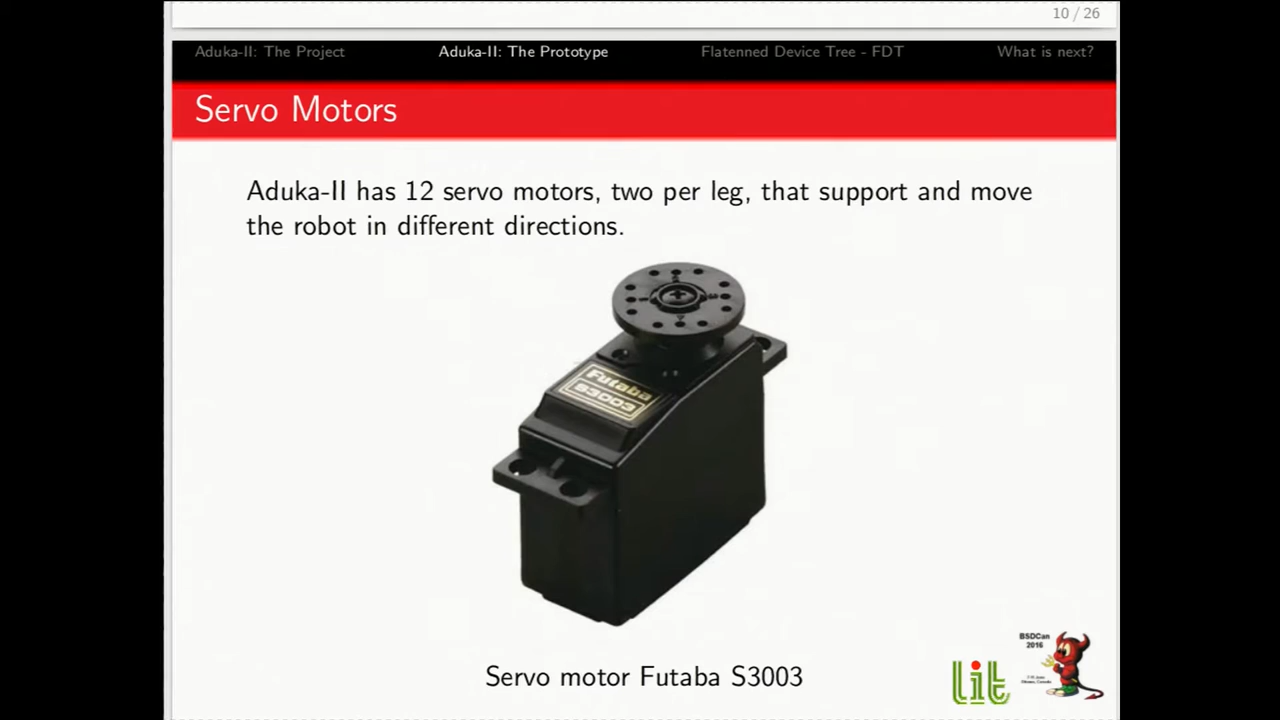 10 / 26
Aduka-II: The Project Aduka-II: The Prototype Flatenned Device Tree - FDT What is next?
Servo Motors
Aduka-II has 12 servo motors, two per leg, that support and move
the robot in different directions.
Futaba
S3003
Servo motor Futaba S3003
BSDCan
2016
lit